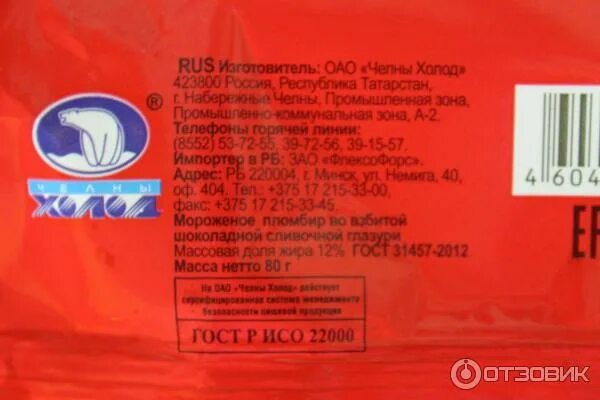 RUS Изготовитель: ОАО «Челны Холод»
423800 Россия, Республика Татарстан,
г. Набережные Челны, Промышленная зона,
Промышленно-коммунальная зона, А-2.
Телефоны горячей линии:
(8552) 53-72-55, 39-72-56, 39-15-57.
Импортер в РБ: ЗАО «ФлексоФорс».
Адрес: РБ 220004, г. Минск, ул. Немига, 40,
оф. 404. Тел.: +375 17 215-33-00,
факс: +375 17 215-33-45.
Мороженое пломбир во взбитой
шоколадной сливочной глазури
Массовая доля жира 12% ГОСТ 31457-2012
Масса нетто 80 г
На ОАО «Челны Холод» действует
сертифицированная система менеджмента
безопасности пищевой продукции
ГОСТ Р ИСО 22000
®
ЧЕЛНЫ
ХОЛОД
4 604
ОТЗОВИК